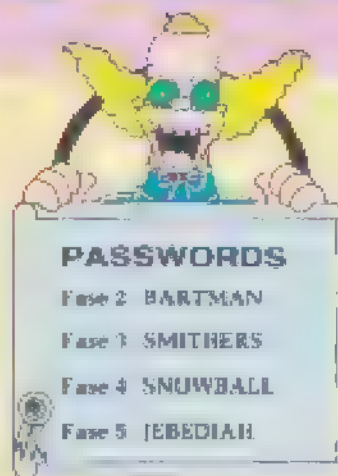 PASSWORDS
Fase 2 BARTMAN
Fase 3 SMITHERS
Fase 4 SNOWBALL
Fase 5 JEBEDIAH